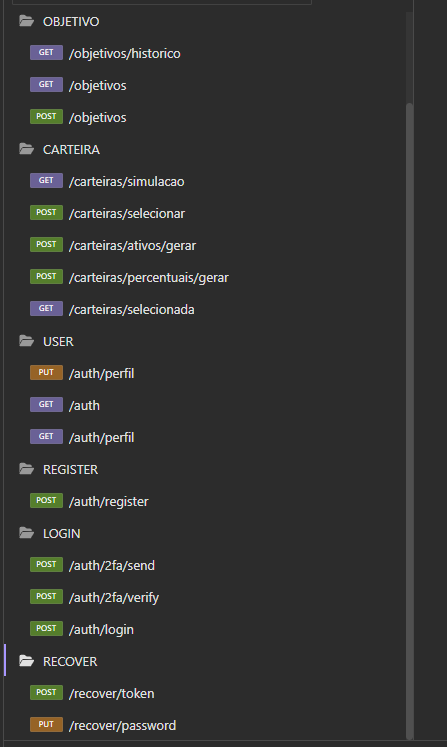 OBJETIVO
GET /objetivos/historico
GET /objetivos
POST /objetivos
CARTEIRA
GET /carteiras/simulacao
POST /carteiras/selecionar
POST /carteiras/ativos/gerar
POST /carteiras/percentuais/gerar
GET /carteiras/selecionada
USER
PUT /auth/perfil
GET /auth
GET /auth/perfil
REGISTER
POST /auth/register
LOGIN
POST /auth/2fa/send
POST /auth/2fa/verify
POST /auth/login
RECOVER
POST /recover/token
PUT /recover/password